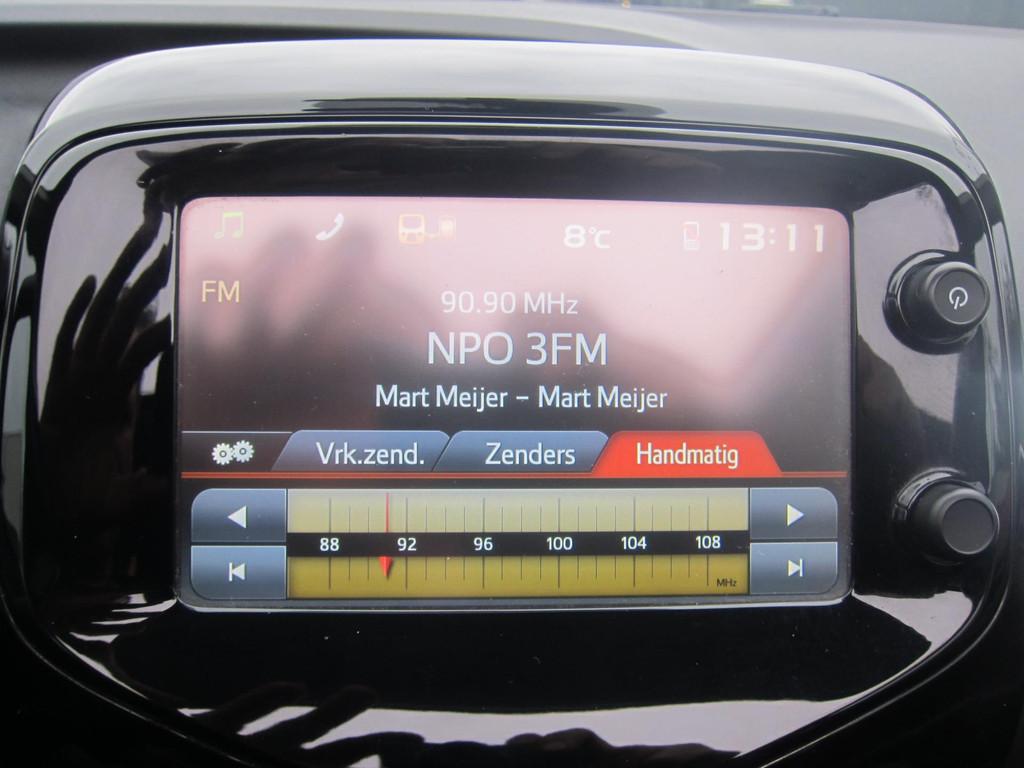 8°C 13:11
FM
90.90 MHz
NPO 3FM
Mart Meijer – Mart Meijer
Vrk.zend. Zenders Handmatig
88 92 96 100 104 108
MHz